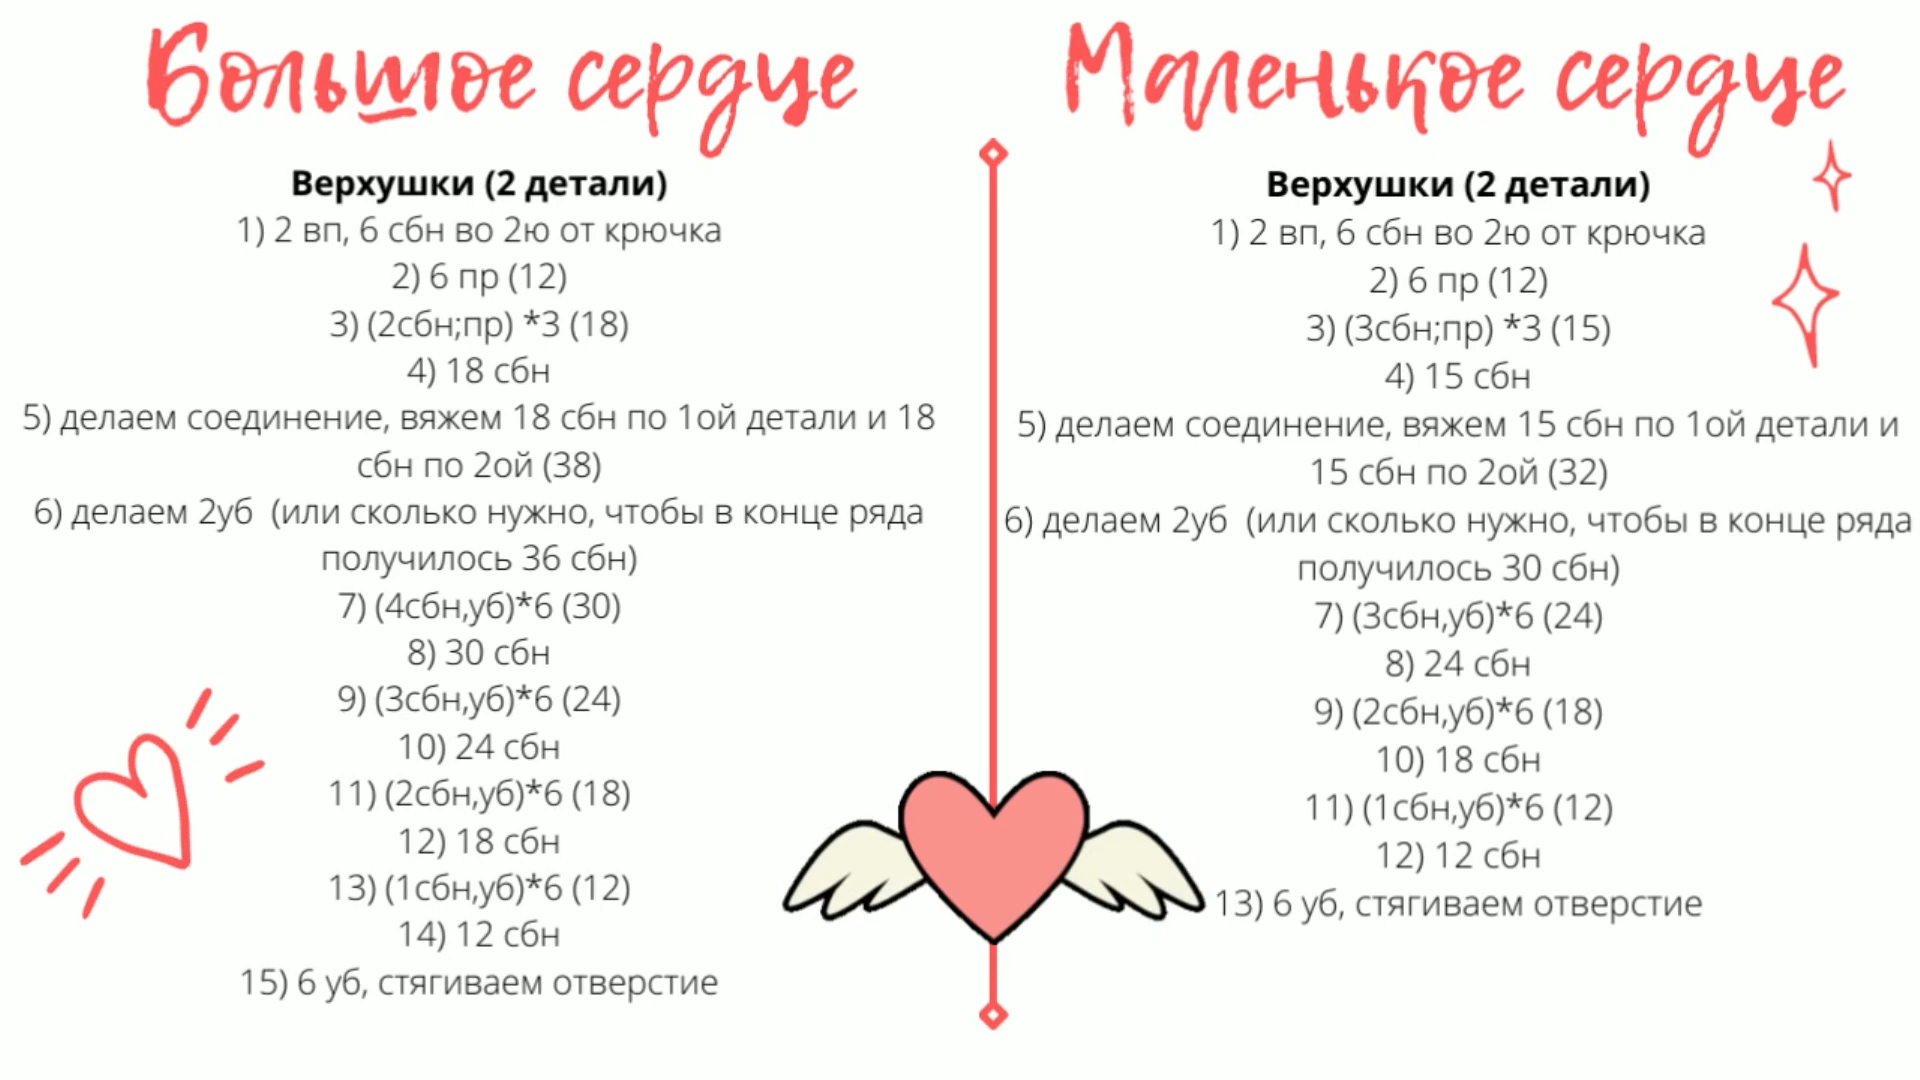 Большое сердце
Верхушки (2 детали)
1) 2 вп, 6 сбн во 2ю от крючка
2) 6 пр (12)
3) (2сбн;пр) *3 (18)
4) 18 сбн
5) делаем соединение, вяжем 18 сбн по 1ой детали и 18
сбн по 2ой (38)
6) делаем 2уб (или сколько нужно, чтобы в конце ряда
получилось 36 сбн)
7) (4сбн,уб)*6 (30)
8) 30 сбн
9) (3сбн,уб)*6 (24)
10) 24 сбн
11) (2сбн,уб)*6 (18)
12) 18 сбн
13) (1сбн,уб)*6 (12)
14) 12 сбн
15) 6 уб, стягиваем отверстие
Маленькое сердце
Верхушки (2 детали)
1) 2 вп, 6 сбн во 2ю от крючка
2) 6 пр (12)
3) (3сбн;пр) *3 (15)
4) 15 сбн
5) делаем соединение, вяжем 15 сбн по 1ой детали и
15 сбн по 2ой (32)
6) делаем 2уб (или сколько нужно, чтобы в конце ряда
получилось 30 сбн)
7) (3сбн,уб)*6 (24)
8) 24 сбн
9) (2сбн,уб)*6 (18)
10) 18 сбн
11) (1сбн,уб)*6 (12)
12) 12 сбн
13) 6 уб, стягиваем отверстие